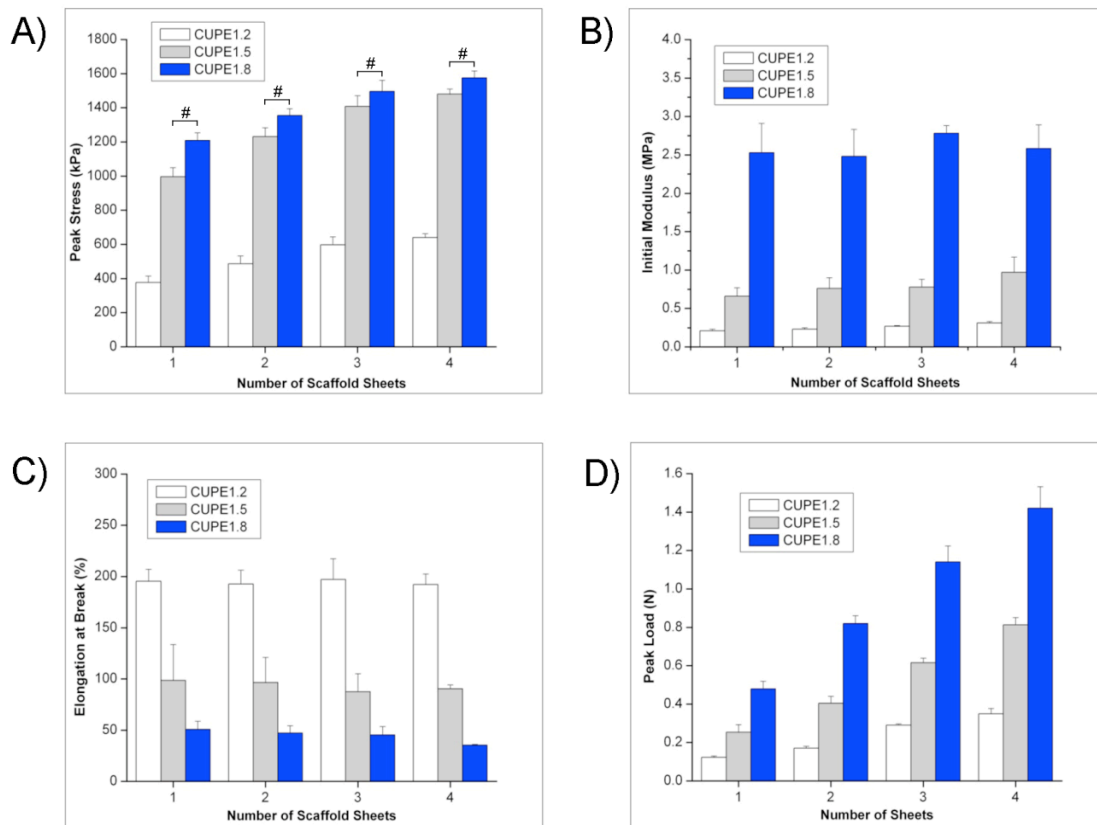 A)
Peak Stress (kPa)
1800
1600
1400
1200
1000
800
600
400
200
0
CUPE1.2
CUPE1.5
CUPE1.8
#
#
#
#
1 2 3 4
Number of Scaffold Sheets
B)
Initial Modulus (MPa)
4.0
3.5
3.0
2.5
2.0
1.5
1.0
0.5
0.0
CUPE1.2
CUPE1.5
CUPE1.8
1 2 3 4
Number of Scaffold Sheets
C)
Elongation at Break (%)
300
250
200
150
100
50
0
CUPE1.2
CUPE1.5
CUPE1.8
1 2 3 4
Number of Scaffold Sheets
D)
Peak Load (N)
1.6
1.4
1.2
1.0
0.8
0.6
0.4
0.2
0.0
CUPE1.2
CUPE1.5
CUPE1.8
1 2 3 4
Number of Sheets